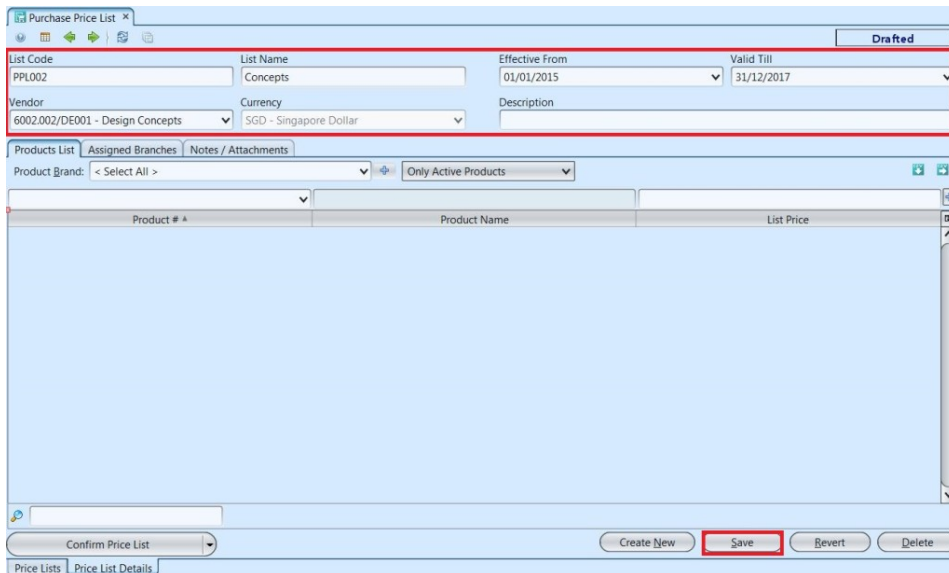 Purchase Price List ×
Drafted
List Code List Name Effective From Valid Till
PPL002 Concepts 01/01/2015 31/12/2017
Vendor Currency Description
6002.002/DE001 - Design Concepts SGD - Singapore Dollar
Products List Assigned Branches Notes / Attachments
Product Brand: < Select All > Only Active Products
Product # Product Name List Price
Confirm Price List Create New Save Revert Delete
Price Lists Price List Details